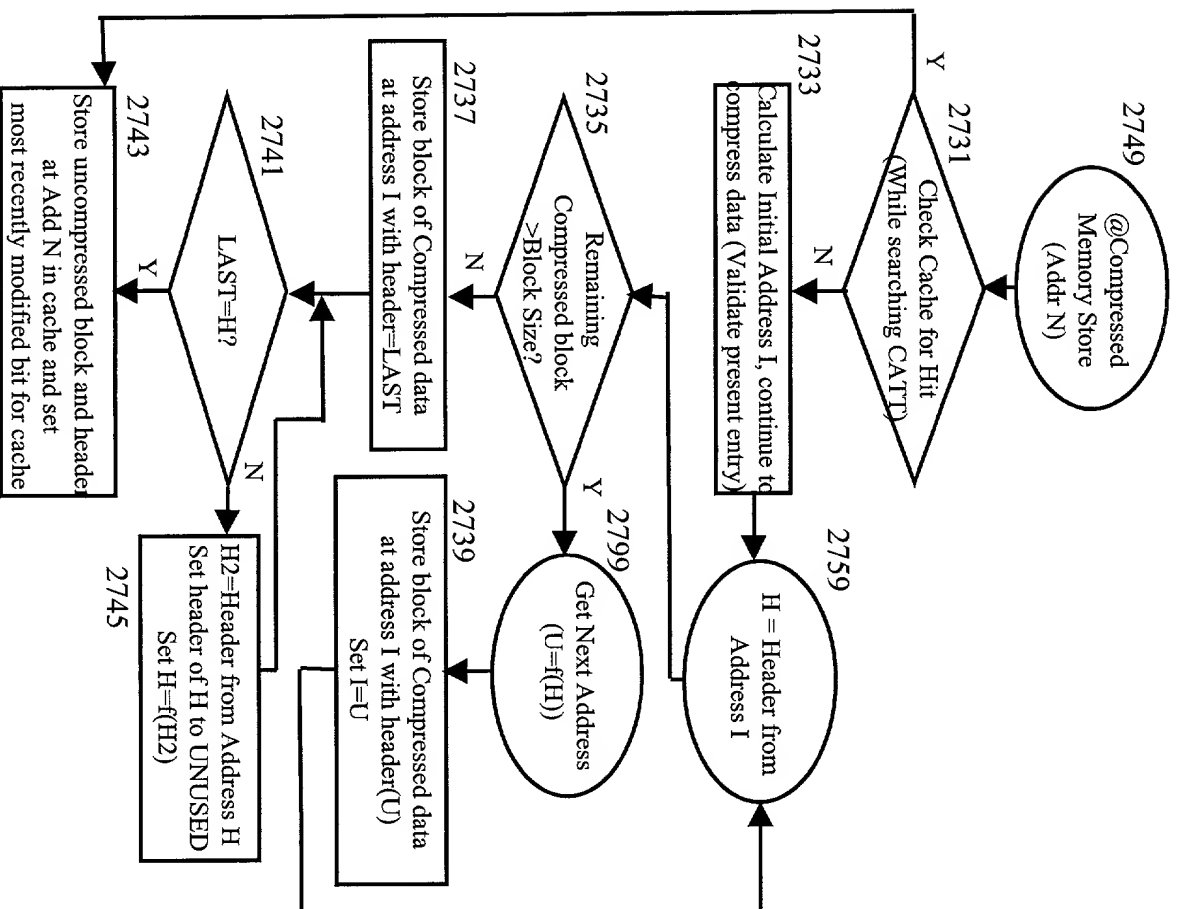 2749
@Compressed
Memory Store
(Addr N)
2731
Check Cache for Hit
(While searching CATT)
Y
N
2733
Calculate Initial Address I, continue to
compress data (Validate present entry)
2759
H = Header from
Address I
2735
Remaining
Compressed block
>Block Size?
N
Y
2799
Get Next Address
(U=f(H))
2737
Store block of Compressed data
at address I with header=LAST
2739
Store block of Compressed data
at address I with header(U)
Set I=U
2741
LAST=H?
Y
N
H2=Header from Address H
Set header of H to UNUSED
Set H=f(H2)
2745
2743
Store uncompressed block and header
at Add N in cache and set
most recently modified bit for cache